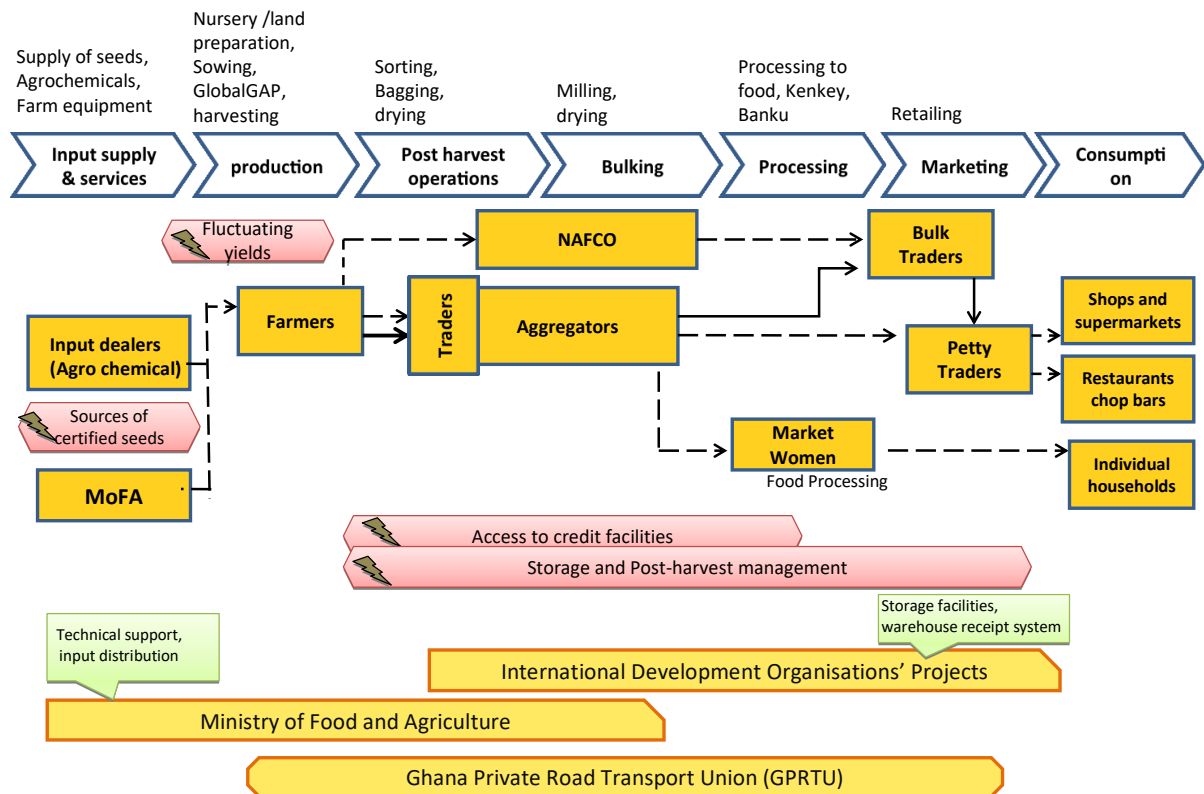 Supply of seeds,
Agrochemicals,
Farm equipment
Nursery /land
preparation,
Sowing,
GlobalGAP,
harvesting
Sorting,
Bagging,
drying
Milling,
drying
Processing to
food, Kenkey,
Banku
Retailing
Input supply
& services
production
Post harvest
operations
Bulking
Processing
Marketing
Consumpti
on
Fluctuating
yields
NAFCO
Bulk
Traders
Farmers
Traders
Aggregators
Shops and
supermarkets
Input dealers
(Agro chemical)
Petty
Traders
Restaurants
chop bars
Sources of
certified seeds
Market
Women
Food Processing
Individual
households
MoFA
Access to credit facilities
Storage and Post-harvest management
Technical support,
input distribution
Storage facilities,
warehouse receipt system
International Development Organisations’ Projects
Ministry of Food and Agriculture
Ghana Private Road Transport Union (GPRTU)